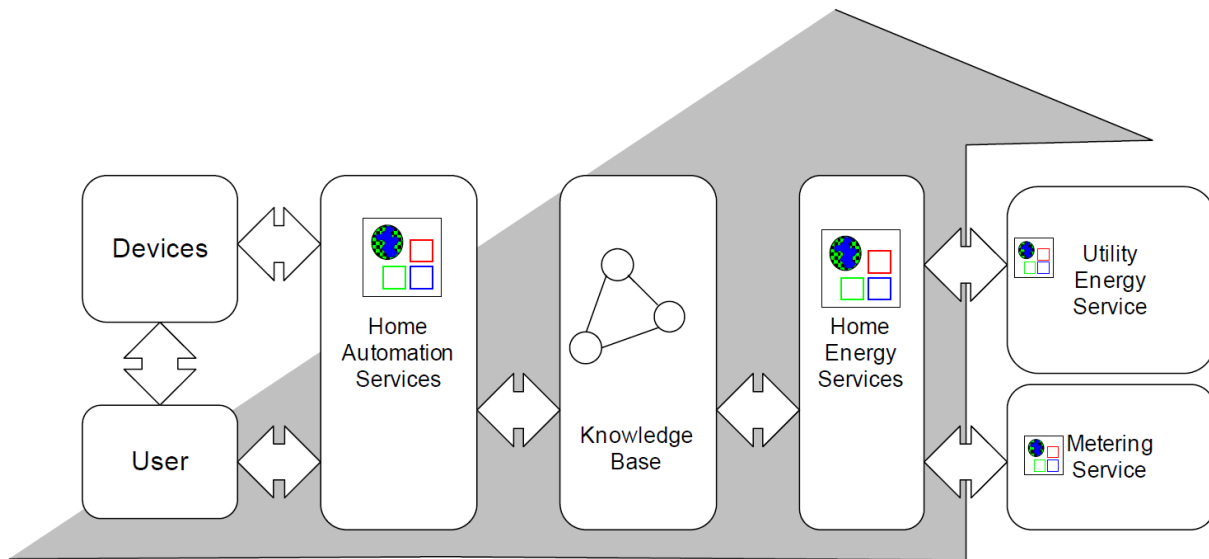 Devices
User
Home
Automation
Services
Knowledge
Base
Home
Energy
Services
Utility
Energy
Service
Metering
Service